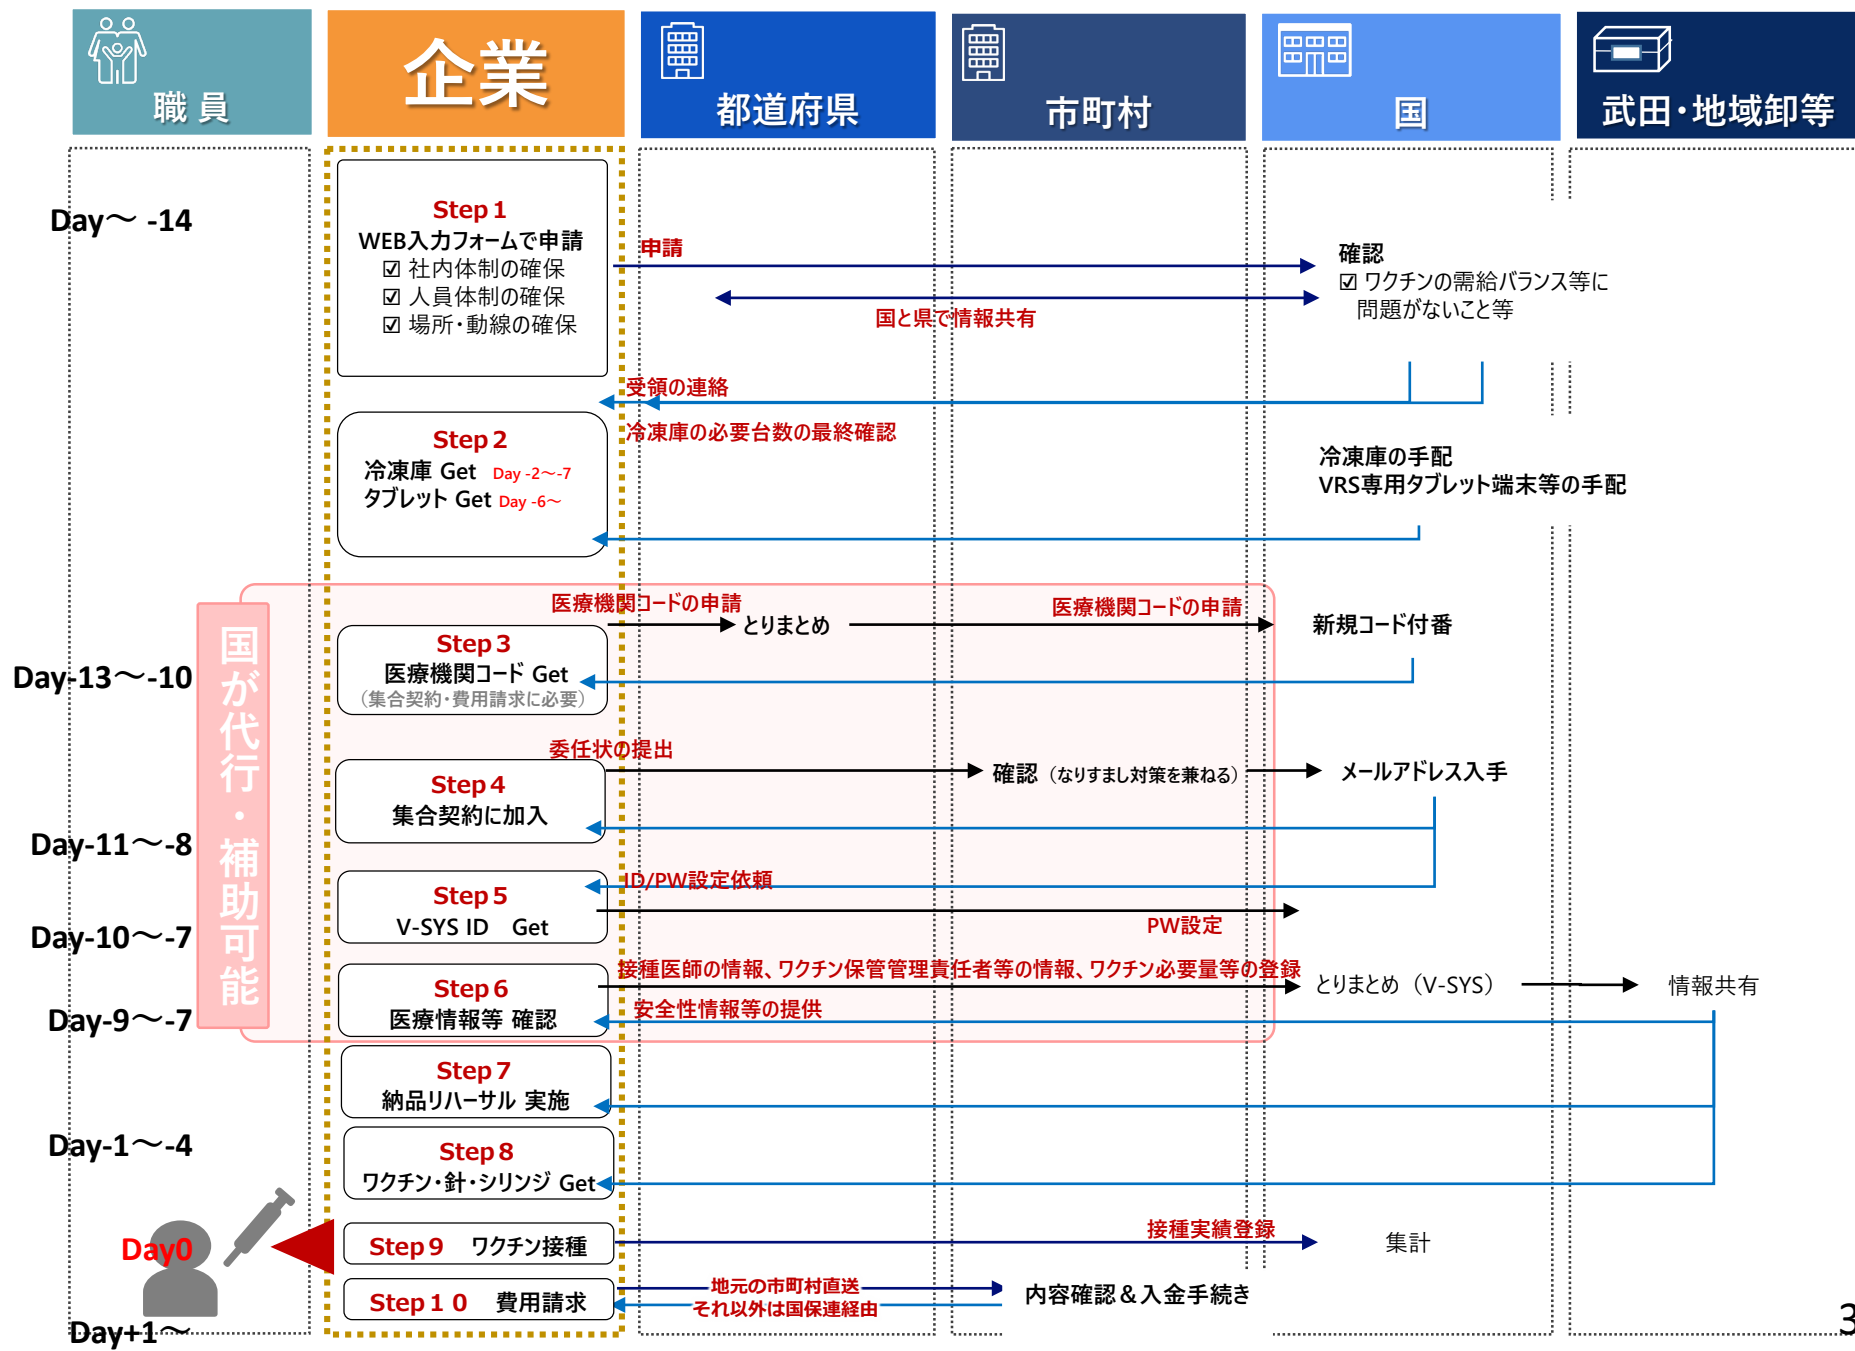 職 員
企業
都道府県
市町村
国
武田・地域卸等
Day～ -14
Step 1
WEB入力フォームで申請
☑ 社内体制の確保
☑ 人員体制の確保
☑ 場所・動線の確保
申請
国と県で情報共有
確認
☑ ワクチンの需給バランス等に
問題がないこと等
受領の連絡
冷凍庫の必要台数の最終確認
Step 2
冷凍庫 Get Day -2～-7
タブレット Get Day -6～
冷凍庫の手配
VRS専用タブレット端末等の手配
国が代行・補助可能
Day-13～-10
医療機関コードの申請
とりまとめ
医療機関コードの申請
新規コード付番
Step 3
医療機関コード Get
（集合契約・費用請求に必要）
委任状の提出
確認（なりすまし対策を兼ねる）
メールアドレス入手
Step 4
集合契約に加入
Day-11～-8
ID/PW設定依頼
Step 5
V-SYS ID Get
PW設定
Day-10～-7
接種医師の情報、ワクチン保管管理責任者等の情報、ワクチン必要量等の登録
とりまとめ（V-SYS）
情報共有
Step 6
医療情報等 確認
安全性情報等の提供
Day-9～-7
Step 7
納品リハーサル 実施
Day-1～-4
Step 8
ワクチン・針・シリンジ Get
Day0
Step 9 ワクチン接種
接種実績登録
集計
Step１０ 費用請求
地元の市町村直送
それ以外は国保連経由
内容確認＆入金手続き
Day+1～
3